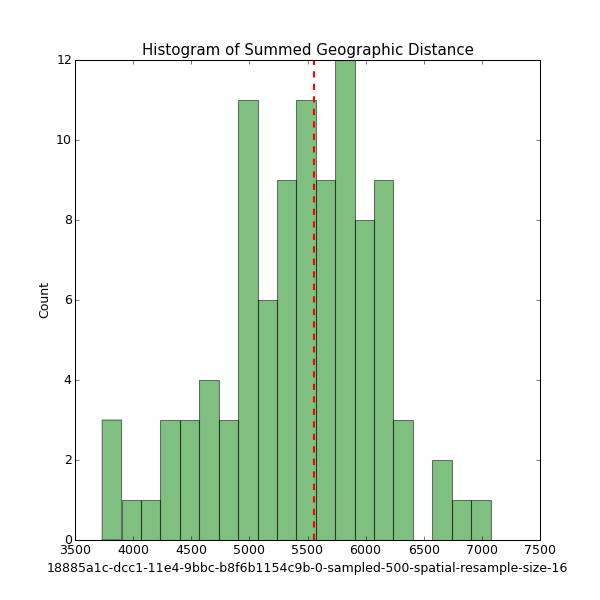 Histogram of Summed Geographic Distance
12
10
8
6
4
2
0
Count
3500 4000 4500 5000 5500 6000 6500 7000 7500
18885a1c-dcc1-11e4-9bbc-b8f6b1154c9b-0-sampled-500-spatial-resample-size-16